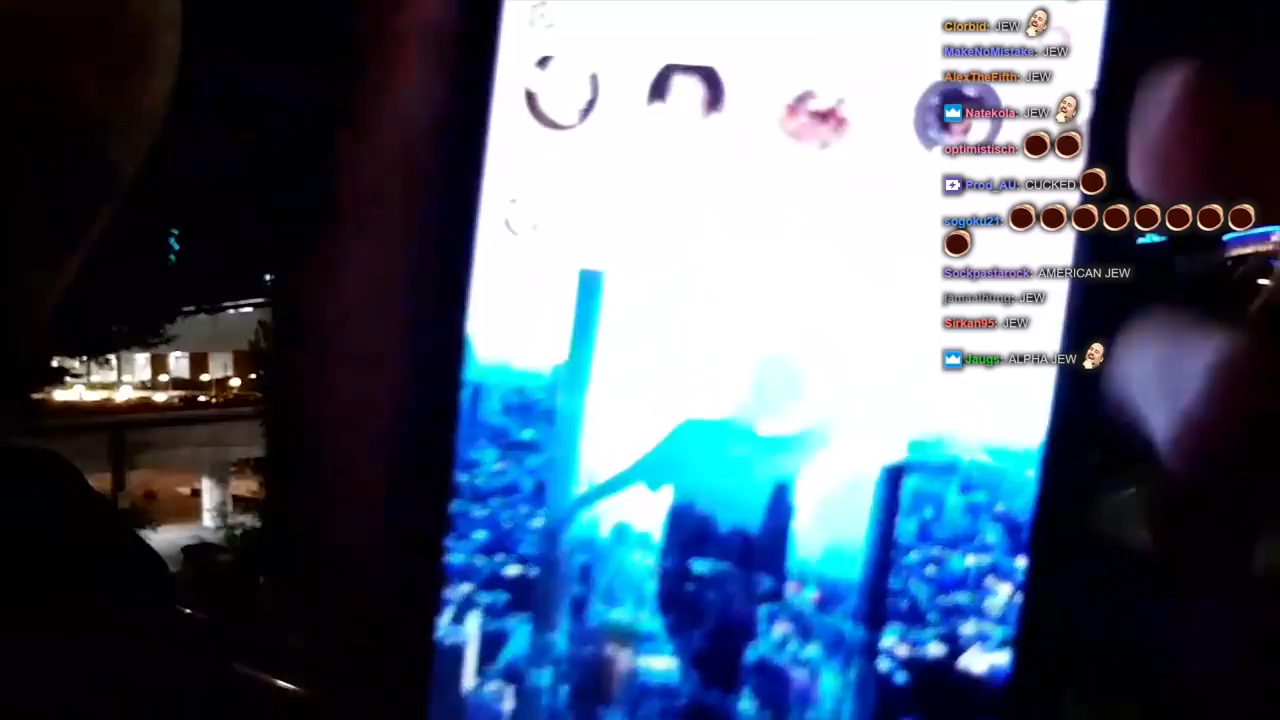 Clorbid: JEW
MakeNoMistake: JEW
AlexTheFifth: JEW
Natekola: JEW
optimistisch:
Prod_AU: CUCKED
sogoku21:
Sockpastarock: AMERICAN JEW
jamaalhung: JEW
Sirkan95: JEW
Jaugs: ALPHA JEW